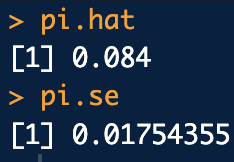 > pi.hat
[1] 0.084
> pi.se
[1] 0.01754355